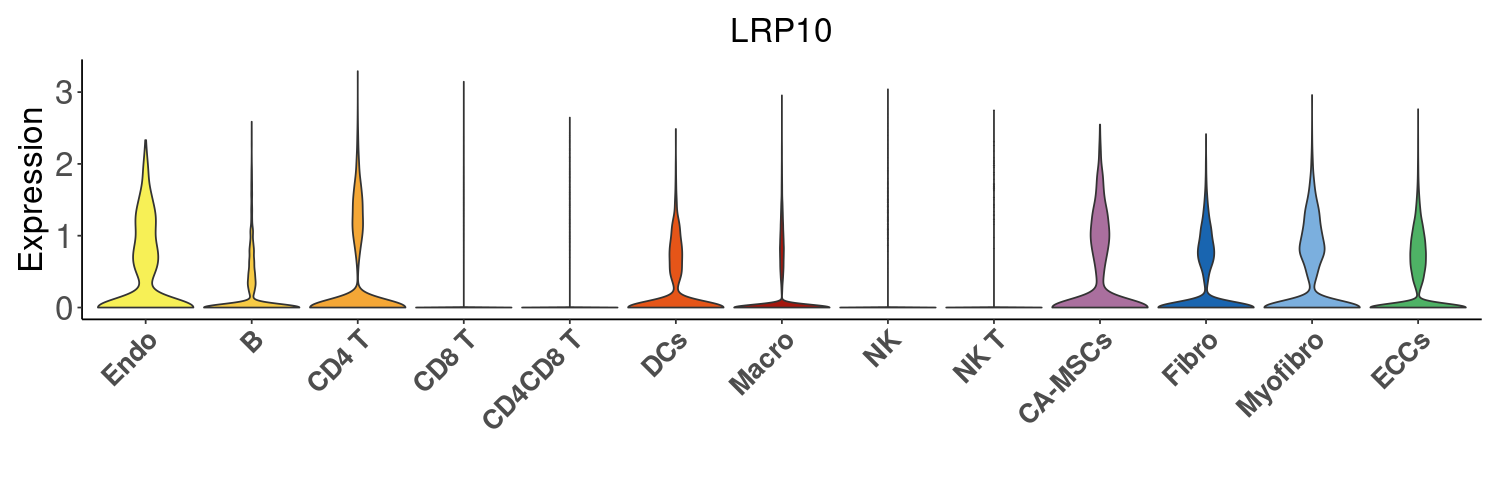 LRP10
Expression
3
2
1
0
Endo
B
CD4 T
CD8 T
CD4CD8 T
DCs
Macro
NK
NK T
CA-MSCs
Fibro
Myofibro
ECCs